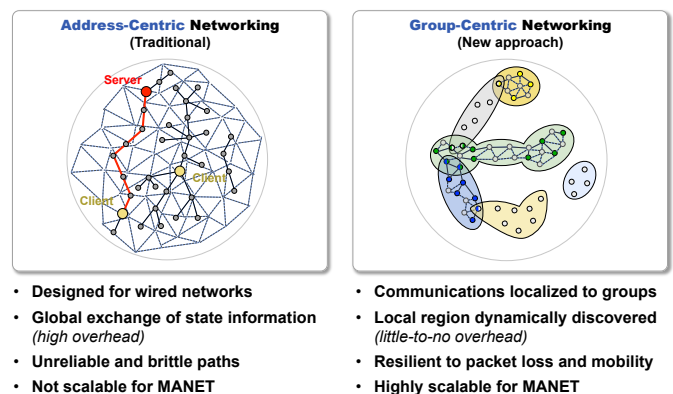 Address-Centric Networking
(Traditional)
Server
Client
Client
• Designed for wired networks
• Global exchange of state information
(high overhead)
• Unreliable and brittle paths
• Not scalable for MANET
Group-Centric Networking
(New approach)
• Communications localized to groups
• Local region dynamically discovered
(little-to-no overhead)
• Resilient to packet loss and mobility
• Highly scalable for MANET